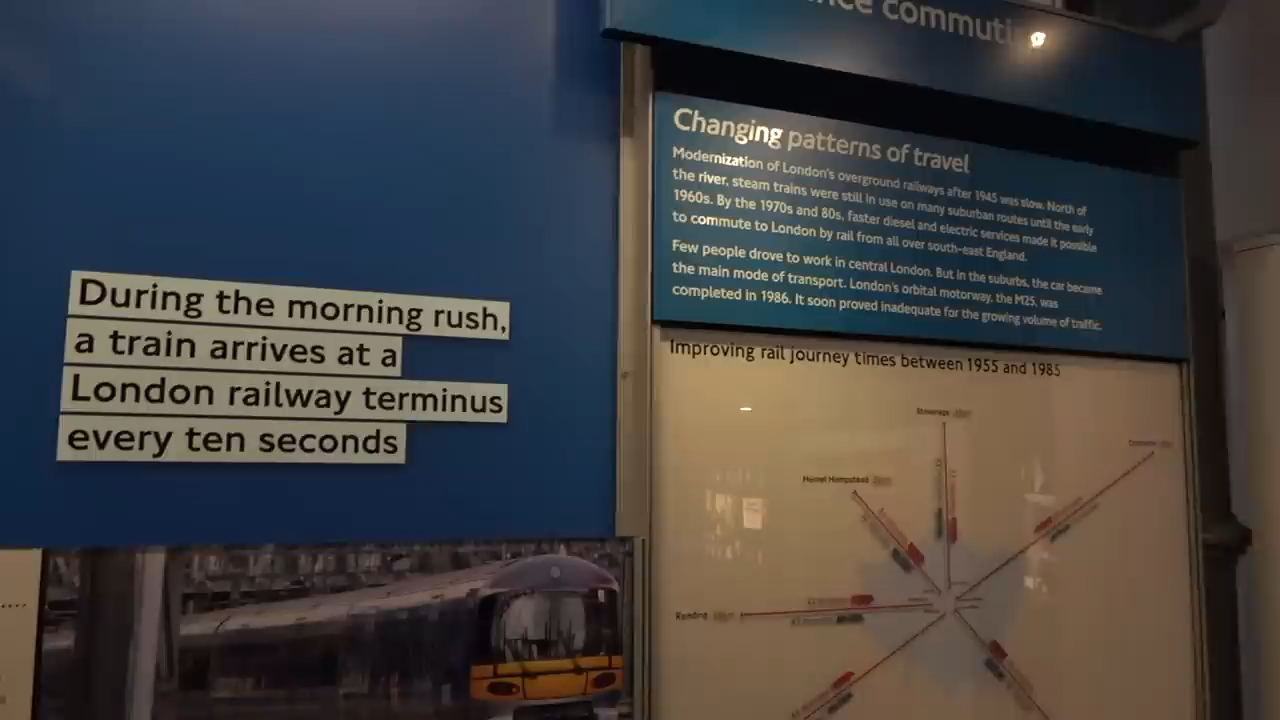 During the morning rush,
a train arrives at a
London railway terminus
every ten seconds
commuti
Changing patterns of travel
Modernization of London's overground railways after 1945 was slow. North of
the river, steam trains were still in use on many suburban routes until the early
1960s. By the 1970s and 80s, faster diesel and electric services made it possible
to commute to London by rail from all over south-east England.
Few people drove to work in central London. But in the suburbs, the car became
the main mode of transport. London's orbital motorway, the M25, was
completed in 1986. It soon proved inadequate for the growing volume of traffic.
Improving rail journey times between 1955 and 1985
Stevenage
Hemel Hempstead
Reading